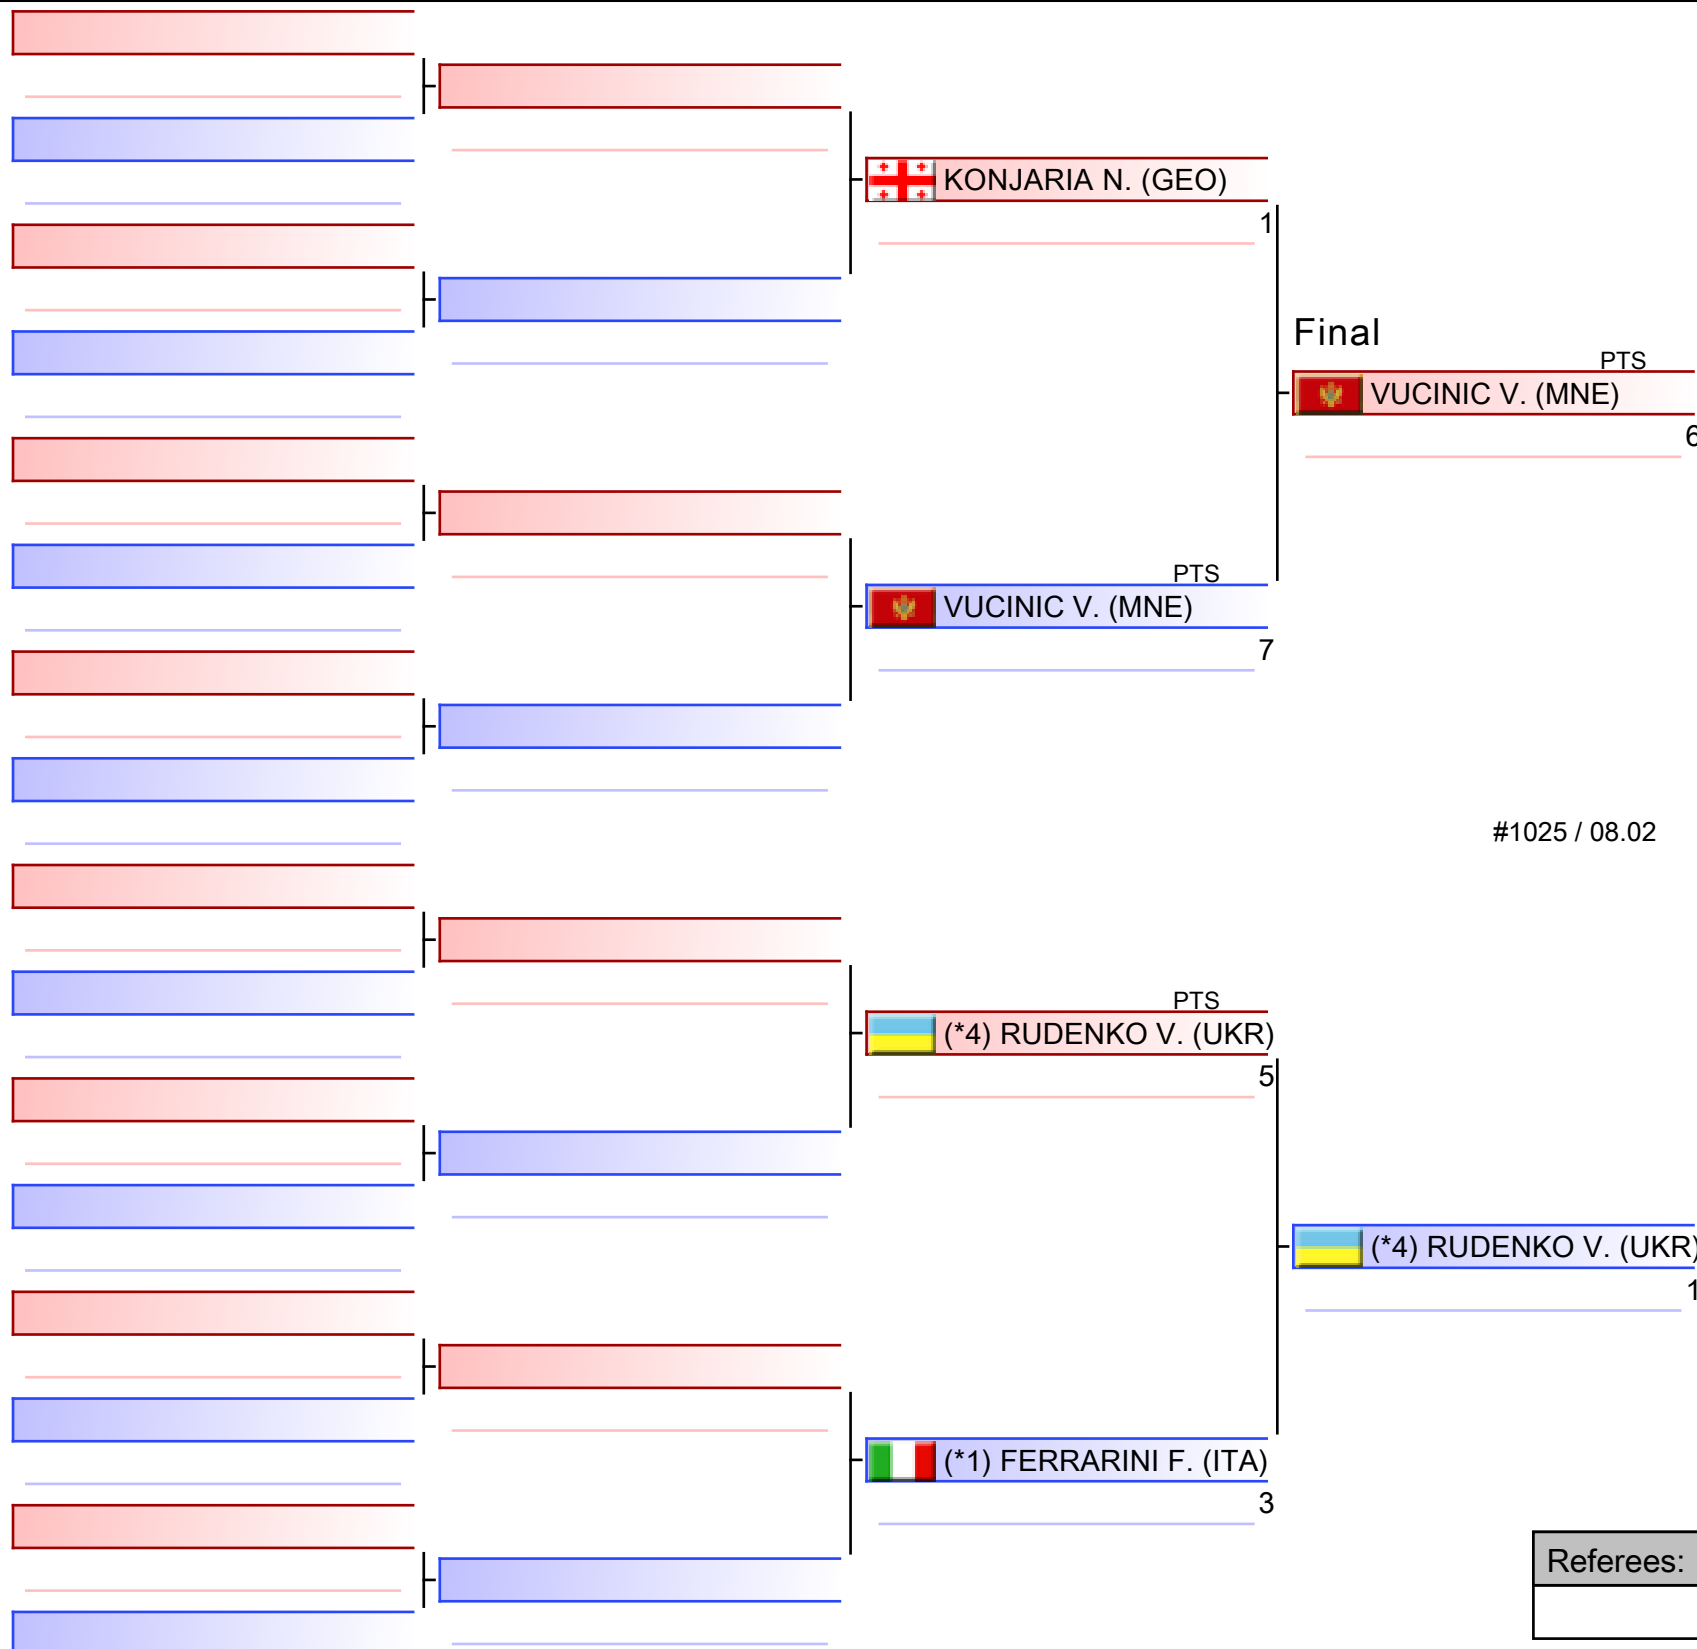 KONJARIA N. (GEO)
1
Final
PTS
VUCINIC V. (MNE)
6
PTS
VUCINIC V. (MNE)
7
#1025 / 08.02
PTS
(*4) RUDENKO V. (UKR)
5
(*4) RUDENKO V. (UKR)
1
(*1) FERRARINI F. (ITA)
3
Referees: